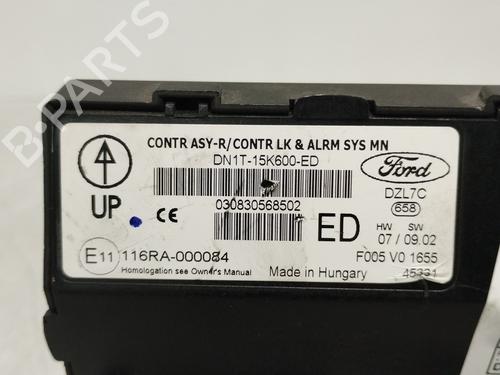 CONTR ASY-R/CONTR LK & ALRM SYS MN
DN1T-15K600-ED
Ford
030830568502
DZL7C
658
UP
CE
ED
HW SW
07 / 09.02
E11 116RA-000084
F005 V0 1655
Homologation see Owner's Manual
Made in Hungary
45331
B-PARTS